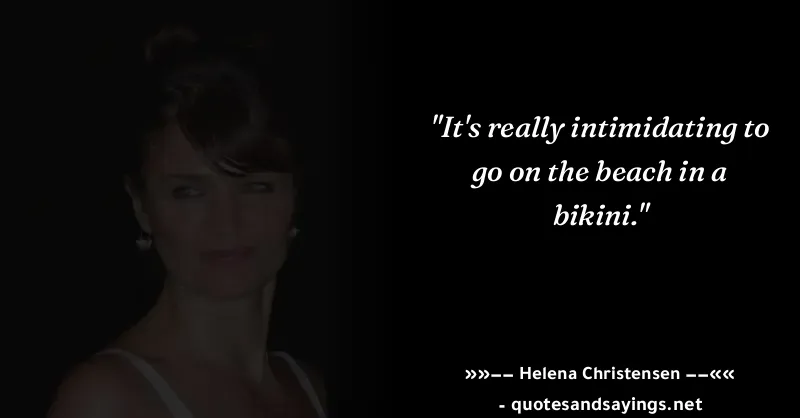 "It's really intimidating to
go on the beach in a
bikini."
»»−− Helena Christensen −−««
- quotesandsayings.net